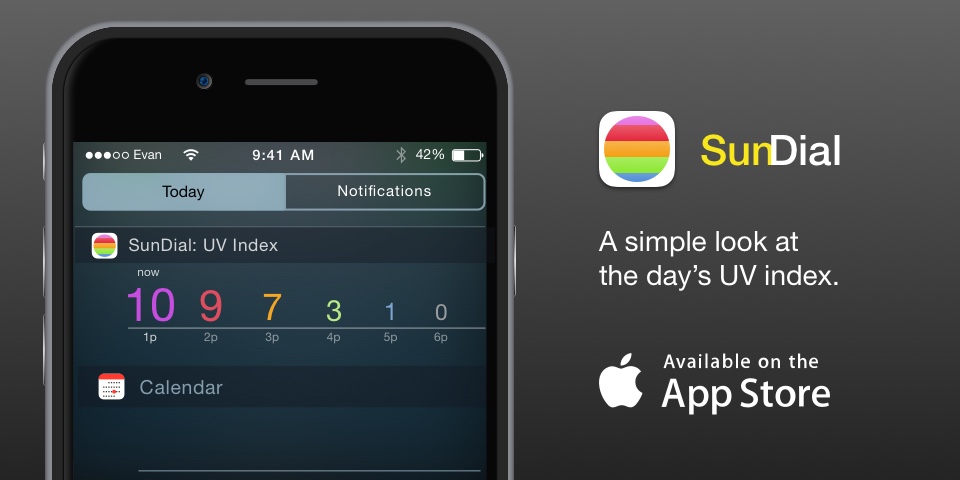 Evan
9:41 AM
42%
Today
Notifications
SunDial: UV Index
now
10 9 7 3 1 0
1p 2p 3p 4p 5p 6p
Calendar
SunDial
A simple look at
the day's UV index.
Available on the
App Store